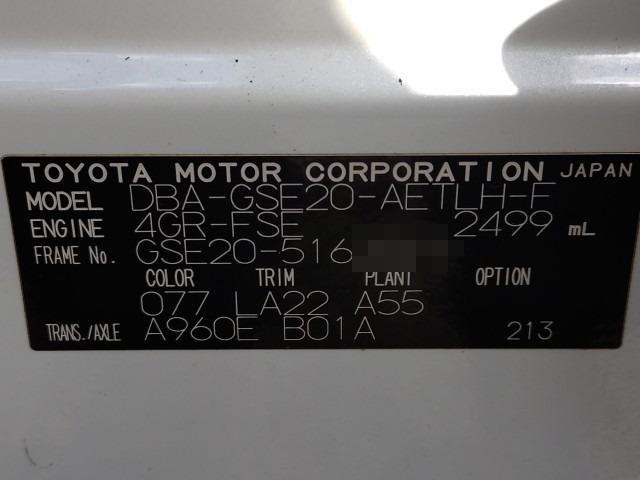 TOYOTA MOTOR CORPORATION JAPAN
MODEL DBA-GSE20-AETLH-F
ENGINE 4GR-FSE 2499 mL
FRAME No. GSE20-516
COLOR TRIM PLANT OPTION
077 LA22 A55
TRANS./AXLE A960E B01A 213